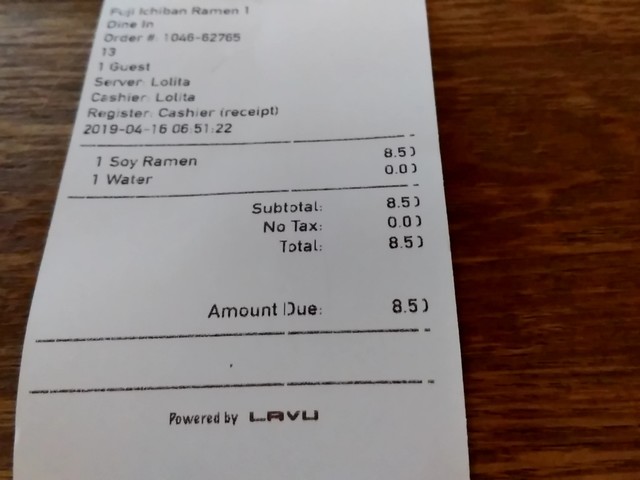 Fuji Ichiban Ramen 1
Dine In
Order #: 1046-62765
13
1 Guest
Server: Lolita
Cashier: Lolita
Register: Cashier (receipt)
2019-04-16 06:51:22
1 Soy Ramen 8.50
1 Water 0.00
Subtotal: 8.50
No Tax: 0.00
Total: 8.50
Amount Due: 8.50
Powered by LAVU